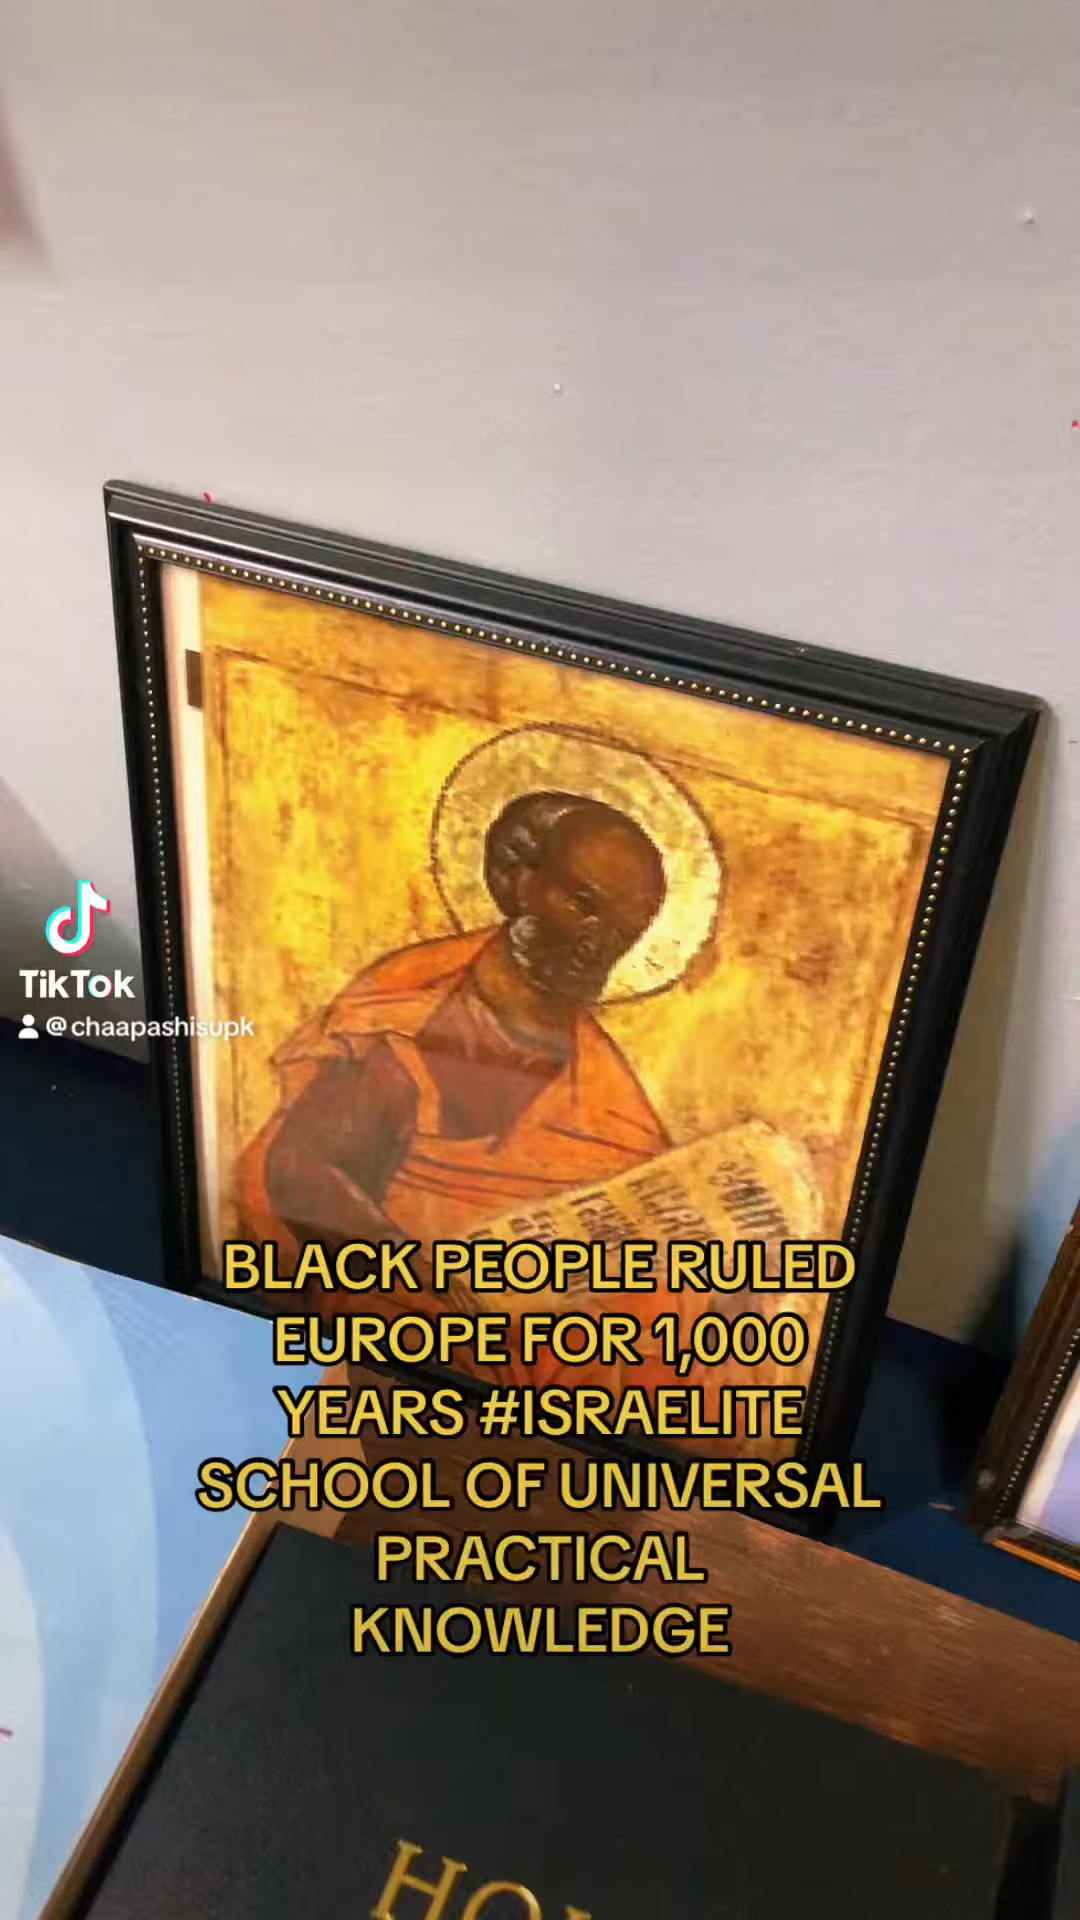 TikTok
@chaapashisupk
BLACK PEOPLE RULED
EUROPE FOR 1,000
YEARS #ISRAELITE
SCHOOL OF UNIVERSAL
PRACTICAL
KNOWLEDGE